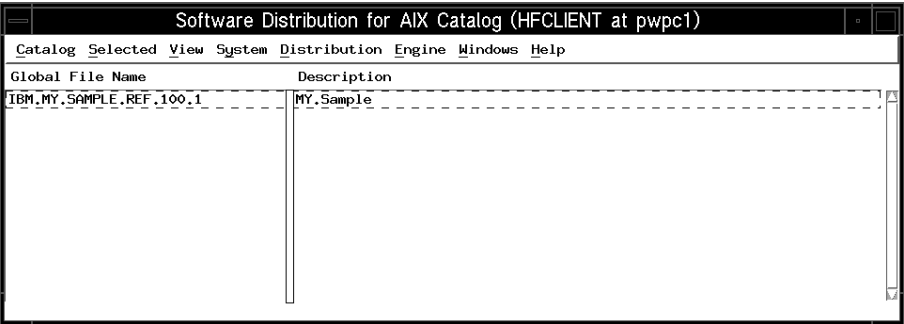 Software Distribution for AIX Catalog (HFCLIENT at pwpc1)
Catalog Selected View System Distribution Engine Windows Help
Global File Name Description
IBM.MY.SAMPLE.REF.100.1 MY.Sample